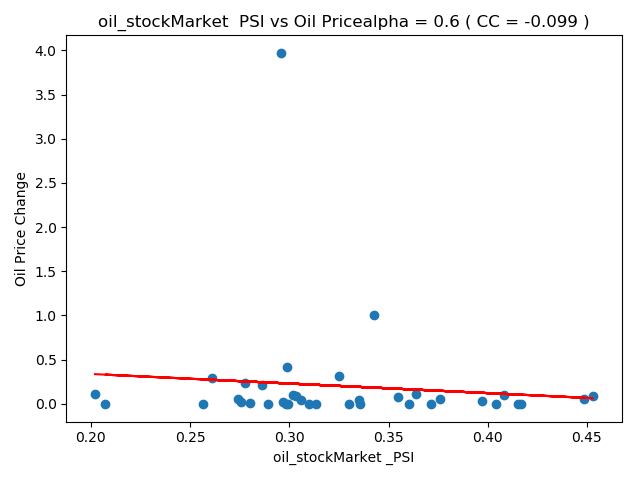 oil_stockMarket  PSI vs Oil Pricealpha = 0.6 ( CC = -0.099 )
4.0
3.5
3.0
2.5
2.0
1.5
1.0
0.5
0.0
Oil Price Change
0.20 0.25 0.30 0.35 0.40 0.45
oil_stockMarket _PSI